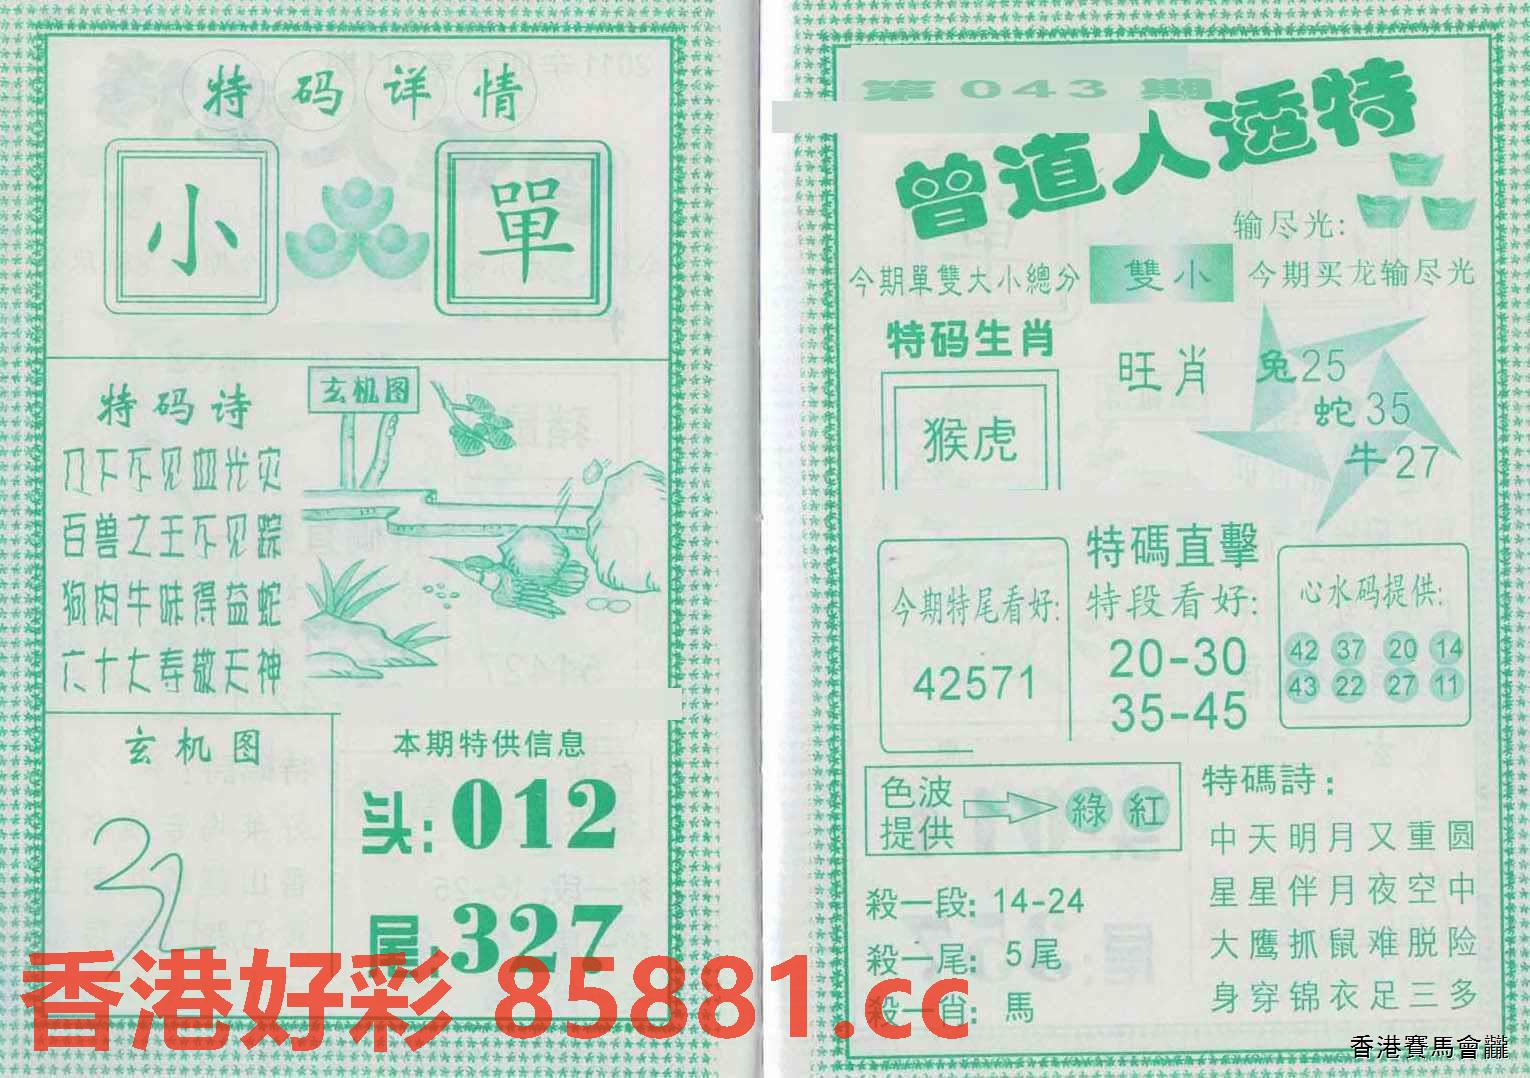 特码详情
小 單
特码诗
刀下不见血光灾
百兽之王不见踪
狗肉牛味得益蛇
六十大寿敬天神
玄机图
玄机图
本期特供信息
头:012
尾:327
第043期
曾道人透特
输尽光:
今期單雙大小總分 雙小 今期买龙输尽光
特码生肖
猴虎
旺肖
兔25
蛇35
牛27
今期特尾看好:
42571
特碼直擊
特段看好:
20-30
35-45
心水码提供:
42 37 20 14
43 22 27 11
色波
提供
綠 紅
殺一段: 14-24
殺一尾: 5尾
殺一肖: 馬
特碼詩:
中天明月又重圆
星星伴月夜空中
大鹰抓鼠难脱险
身穿锦衣足三多
香港好彩 85881.cc
香港賽馬會